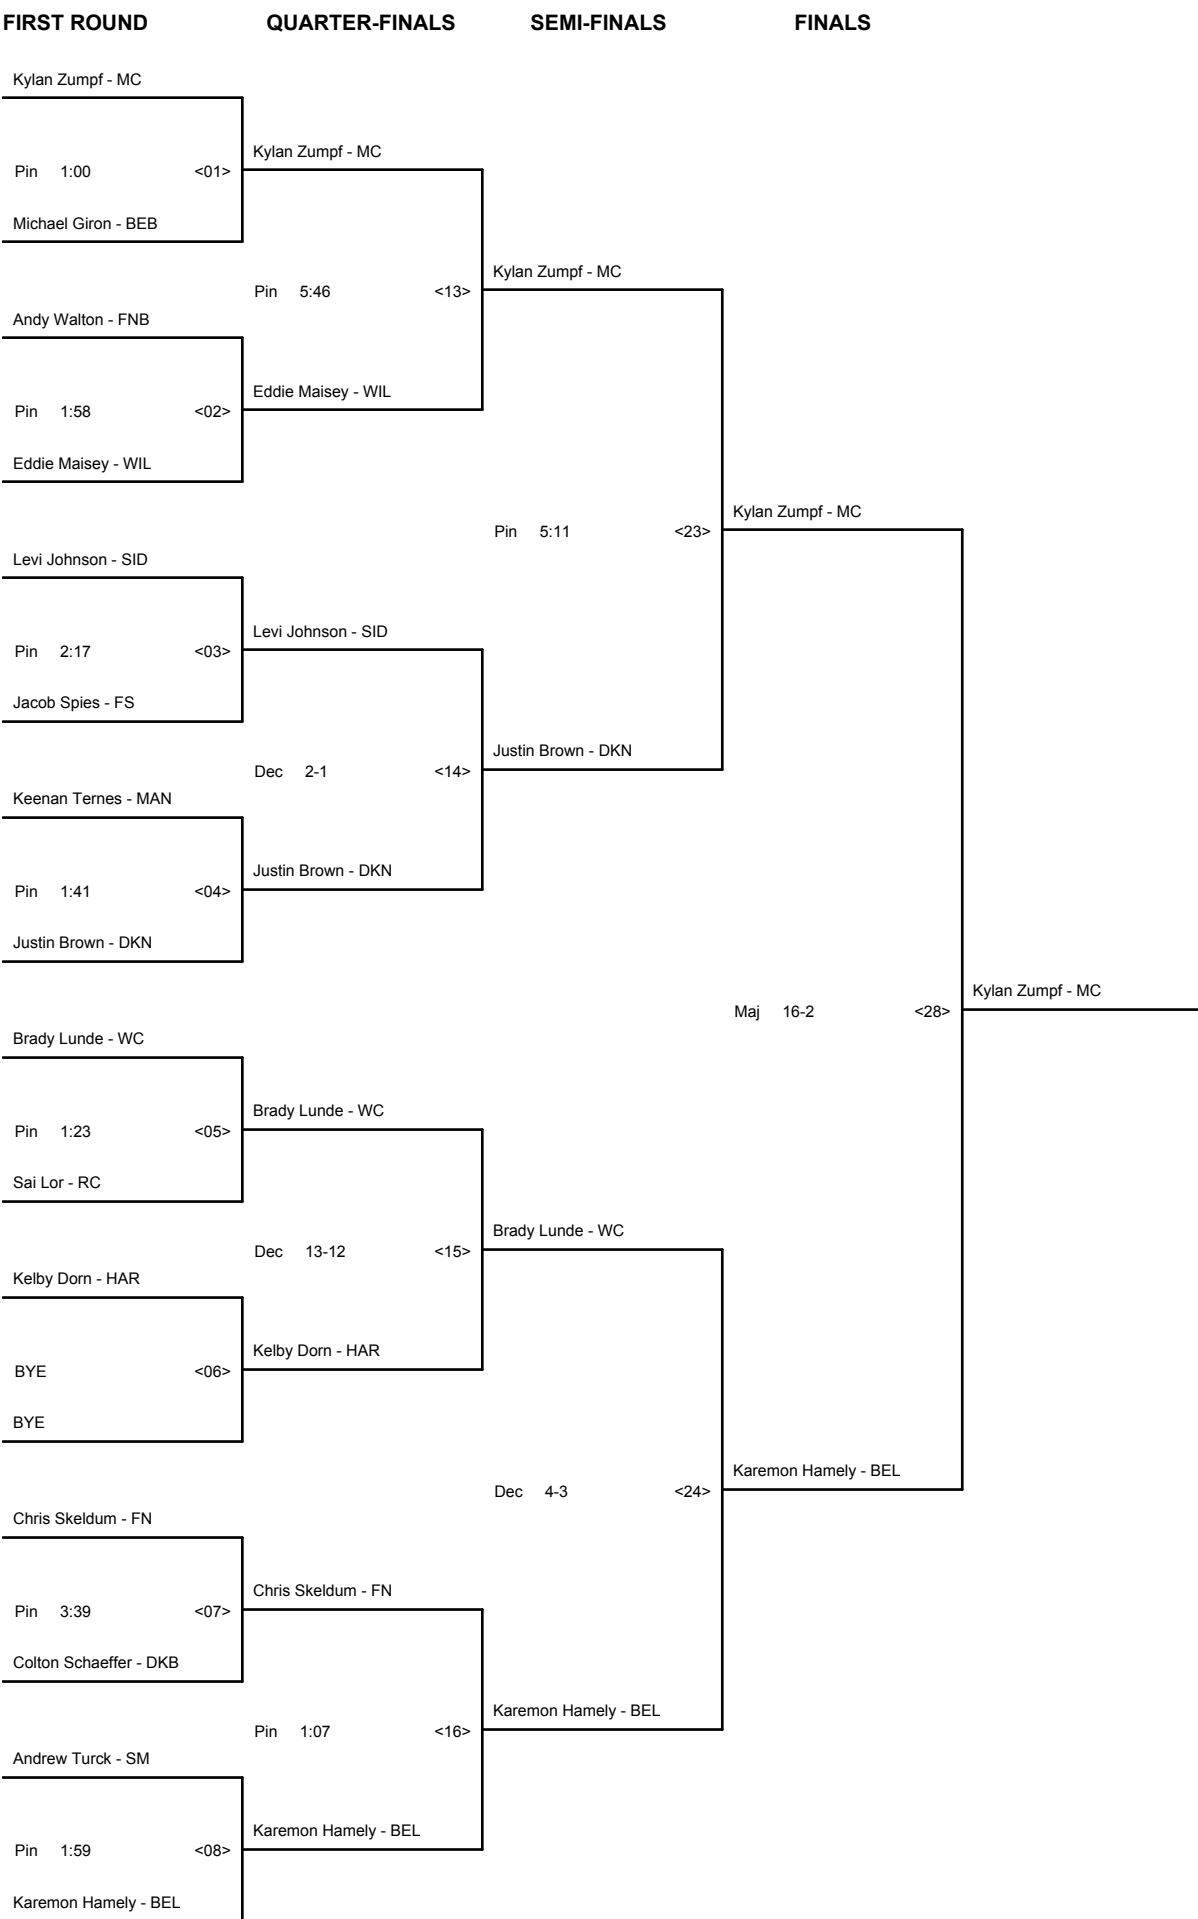 FIRST ROUND QUARTER-FINALS SEMI-FINALS FINALS
Kylan Zumpf - MC
Kylan Zumpf - MC
Pin 1:00 <01>
Michael Giron - BEB
Kylan Zumpf - MC
Pin 5:46 <13>
Andy Walton - FNB
Eddie Maisey - WIL
Pin 1:58 <02>
Eddie Maisey - WIL
Kylan Zumpf - MC
Pin 5:11 <23>
Levi Johnson - SID
Levi Johnson - SID
Pin 2:17 <03>
Jacob Spies - FS
Justin Brown - DKN
Dec 2-1 <14>
Keenan Ternes - MAN
Justin Brown - DKN
Pin 1:41 <04>
Justin Brown - DKN
Kylan Zumpf - MC
Maj 16-2 <28>
Brady Lunde - WC
Brady Lunde - WC
Pin 1:23 <05>
Sai Lor - RC
Brady Lunde - WC
Dec 13-12 <15>
Kelby Dorn - HAR
Kelby Dorn - HAR
BYE <06>
BYE
Karemon Hamely - BEL
Dec 4-3 <24>
Chris Skeldum - FN
Chris Skeldum - FN
Pin 3:39 <07>
Colton Schaeffer - DKB
Karemon Hamely - BEL
Pin 1:07 <16>
Andrew Turck - SM
Karemon Hamely - BEL
Pin 1:59 <08>
Karemon Hamely - BEL